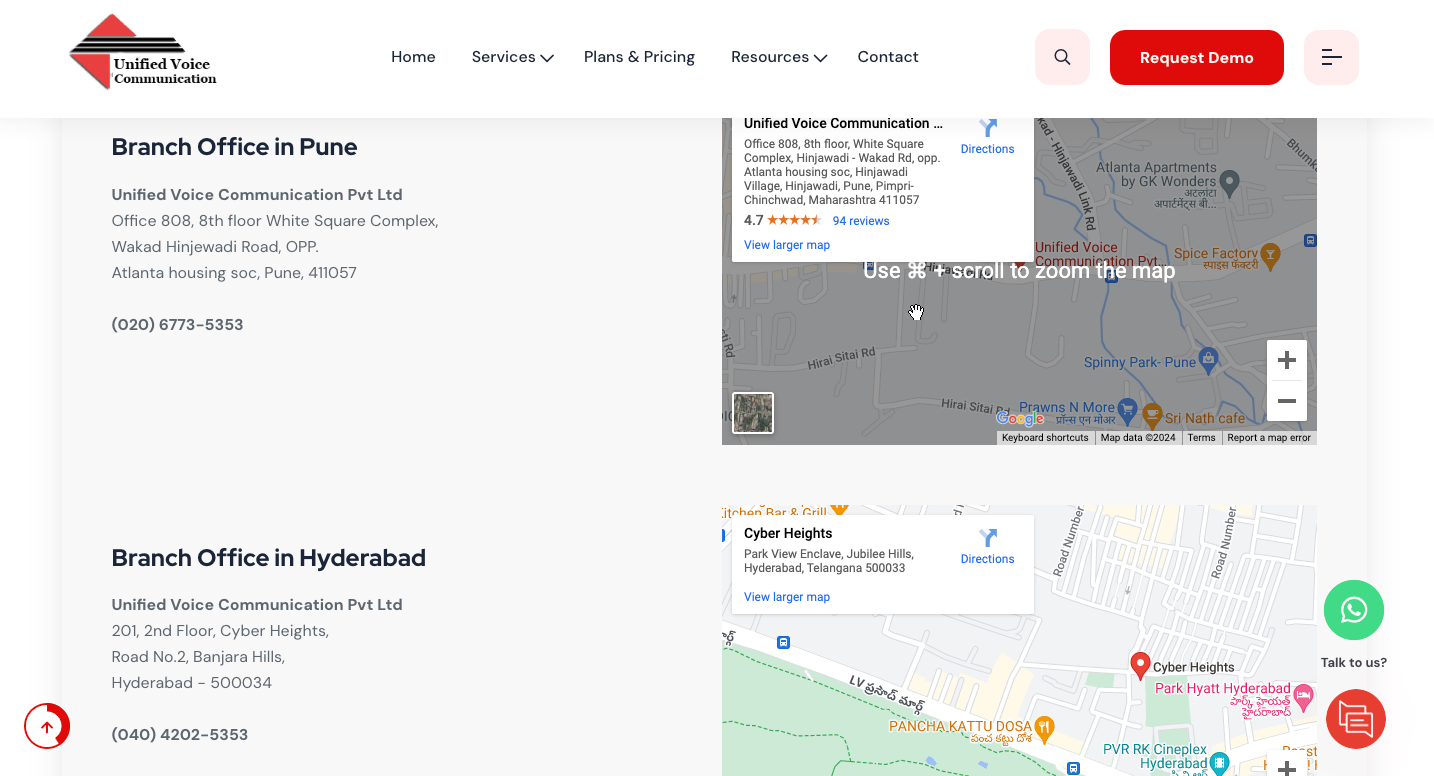 Unified Voice
Communication
Home
Services
Plans & Pricing
Resources
Contact
Request Demo
Branch Office in Pune
Unified Voice Communication Pvt Ltd
Office 808, 8th floor White Square Complex,
Wakad Hinjewadi Road, OPP.
Atlanta housing soc, Pune, 411057
(020) 6773-5353
Unified Voice Communication ...
Office 808, 8th floor, White Square
Complex, Hinjawadi - Wakad Rd, opp.
Atlanta housing soc, Hinjawadi
Village, Hinjawadi, Pune, Pimpri-
Chinchwad, Maharashtra 411057
4.7
94 reviews
View larger map
Directions
Use ⌘ + scroll to zoom the map
Atlanta Apartments
by GK Wonders
अटलांटा
अपार्टमेंट्स
बी...
Hinjawadi Link Rd
Unified Voice
Communication Pvt...
Spice Factory
स्पाइस फॅक्टरी
Hirai Sitai Rd
Spinny Park- Pune
Hirai Sitai Rd
Prawns N More
प्रॉन्स एन मोअर
Sri Nath cafe
Google
Keyboard shortcuts
Map data ©2024
Terms
Report a map error
Branch Office in Hyderabad
Unified Voice Communication Pvt Ltd
201, 2nd Floor, Cyber Heights,
Road No.2, Banjara Hills,
Hyderabad - 500034
(040) 4202-5353
Kitchen Bar & Grill
Cyber Heights
Park View Enclave, Jubilee Hills,
Hyderabad, Telangana 500033
View larger map
Directions
Road Number
Road Number
Cyber Heights
LV ప్రసాద్ మార్గ్
Park Hyatt Hyderabad
పార్క్ హైయత్
హైదరాబాద్
PANCHA KATTU DOSA
పంచ కట్టు దోశ
PVR RK Cineplex
Hyderabad
Talk to us?